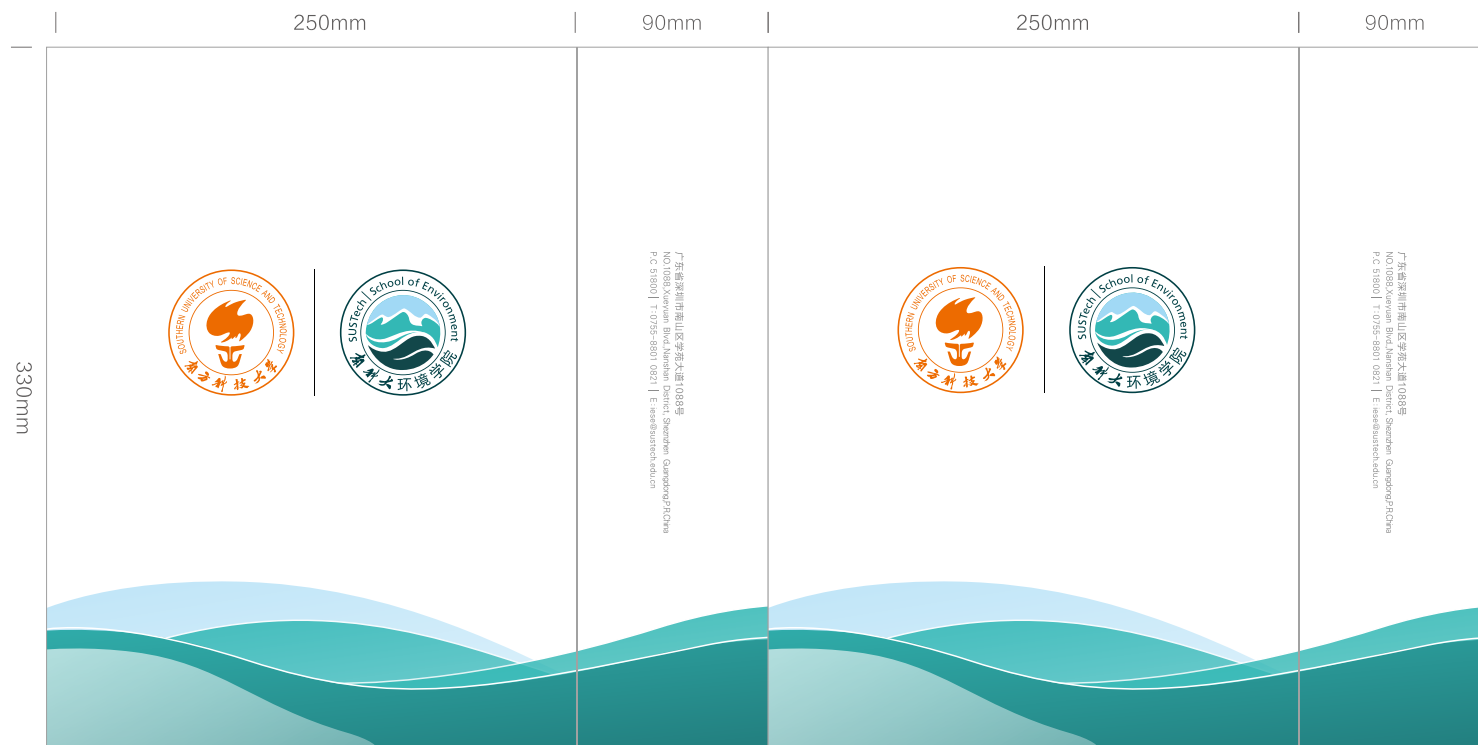 250mm
90mm
250mm
90mm
330mm
SOUTHERN UNIVERSITY OF SCIENCE AND TECHNOLOGY
南方科技大学
SUSTech | School of Environment
南科大环境学院
广东省深圳市南山区学苑大道1088号
NO.1088,Xueyuan Blvd.,Nanshan District, Shezhen Guangdong,P.R.China
P.C 51800 | T : 0755-8801 0821 | E : iese@sustech.edu.cn
SOUTHERN UNIVERSITY OF SCIENCE AND TECHNOLOGY
南方科技大学
SUSTech | School of Environment
南科大环境学院
广东省深圳市南山区学苑大道1088号
NO.1088,Xueyuan Blvd.,Nanshan District, Shezhen Guangdong,P.R.China
P.C 51800 | T : 0755-8801 0821 | E : iese@sustech.edu.cn